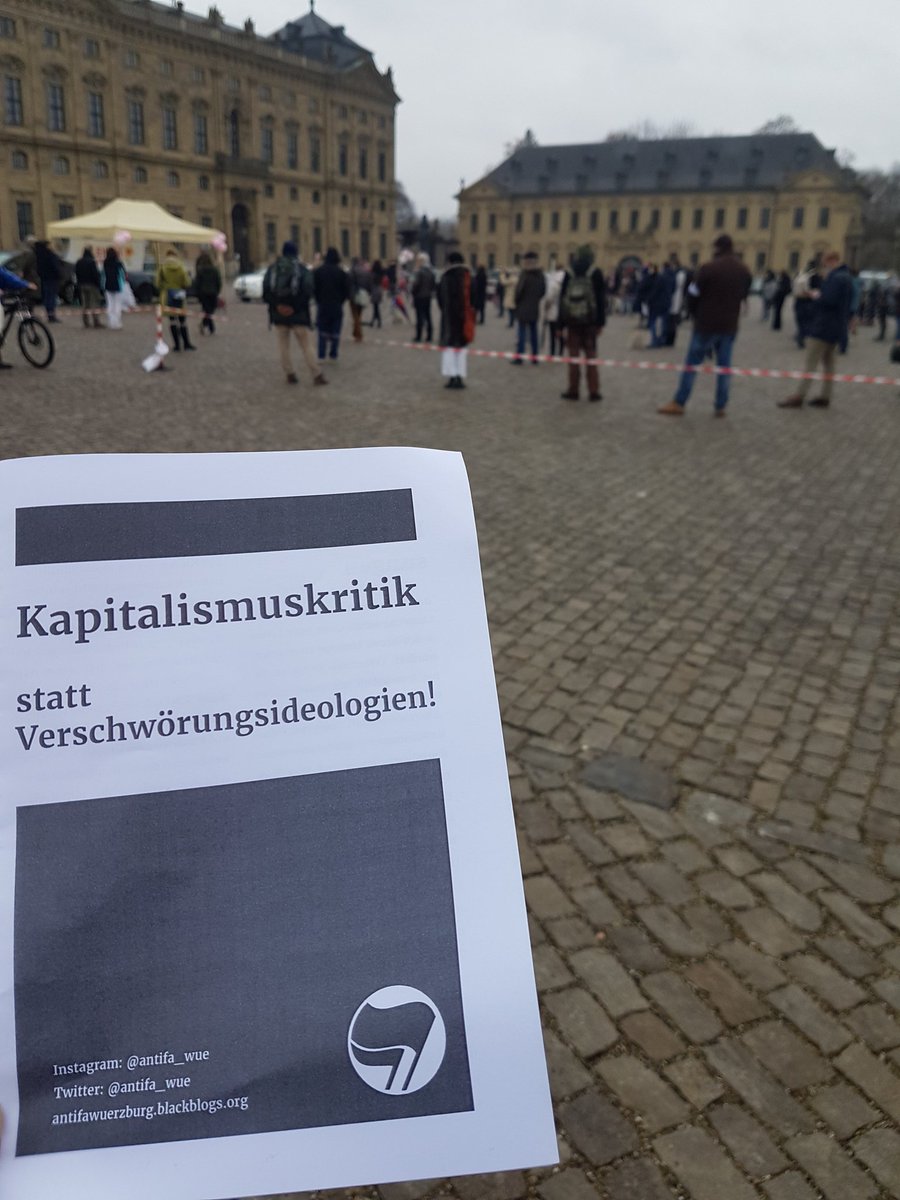 Kapitalismuskritik
statt
Verschwörungsideologien!
Instagram: @antifa_wue
Twitter: @antifa_wue
antifawuerzburg.blackblogs.org